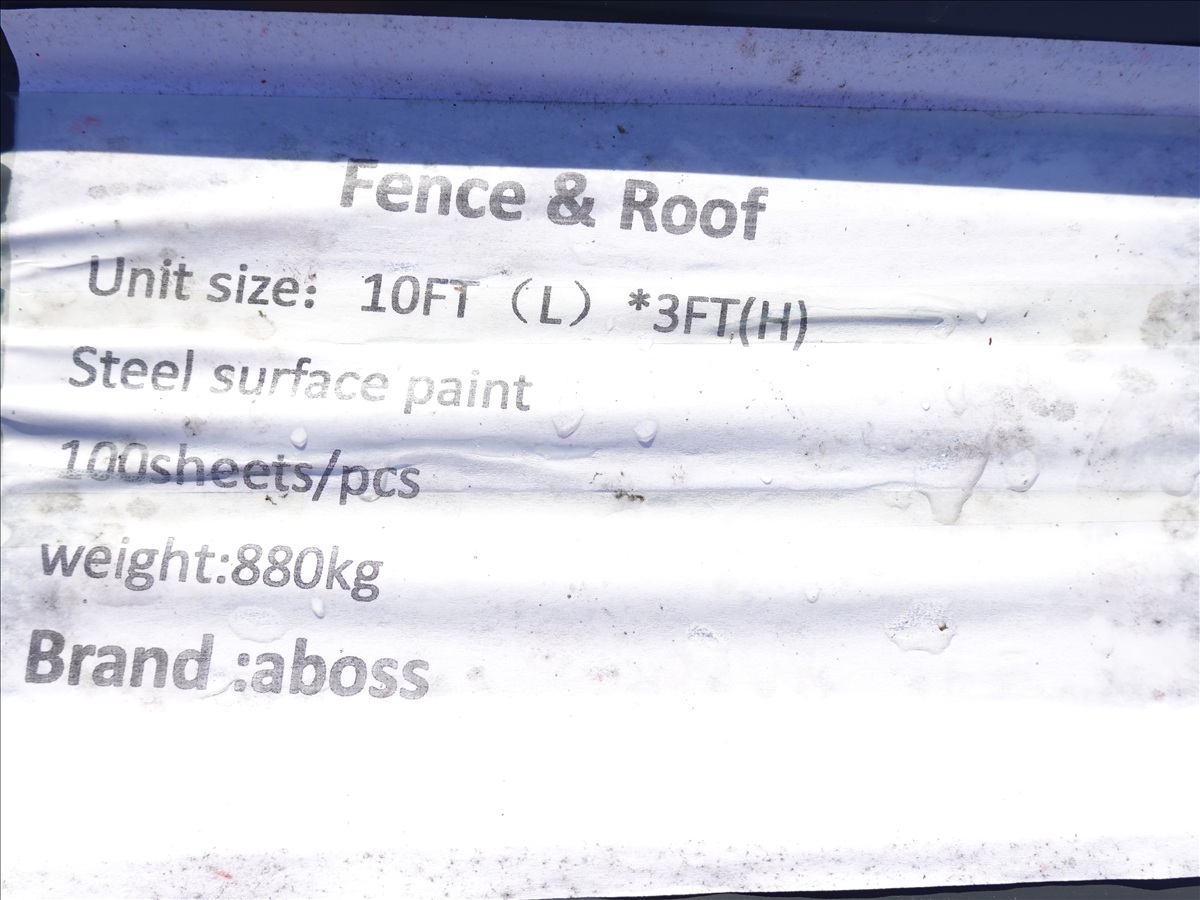 Fence & Roof
Unit size： 10FT （L） *3FT(H)
Steel surface paint
100sheets/pcs
weight:880kg
Brand :aboss